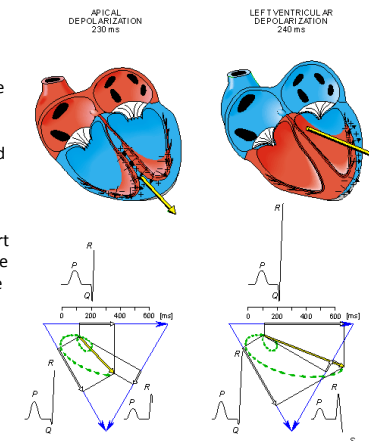 APICAL
DEPOLARIZATION
230 ms
LEFT VENTRICULAR
DEPOLARIZATION
240 ms
e
d
rt
e
e
R
P
Q
0 200 400 600 [ms]
R
P
Q
R
P
R
P
Q
0 200 400 600 [ms]
R
P
Q
R
P
S